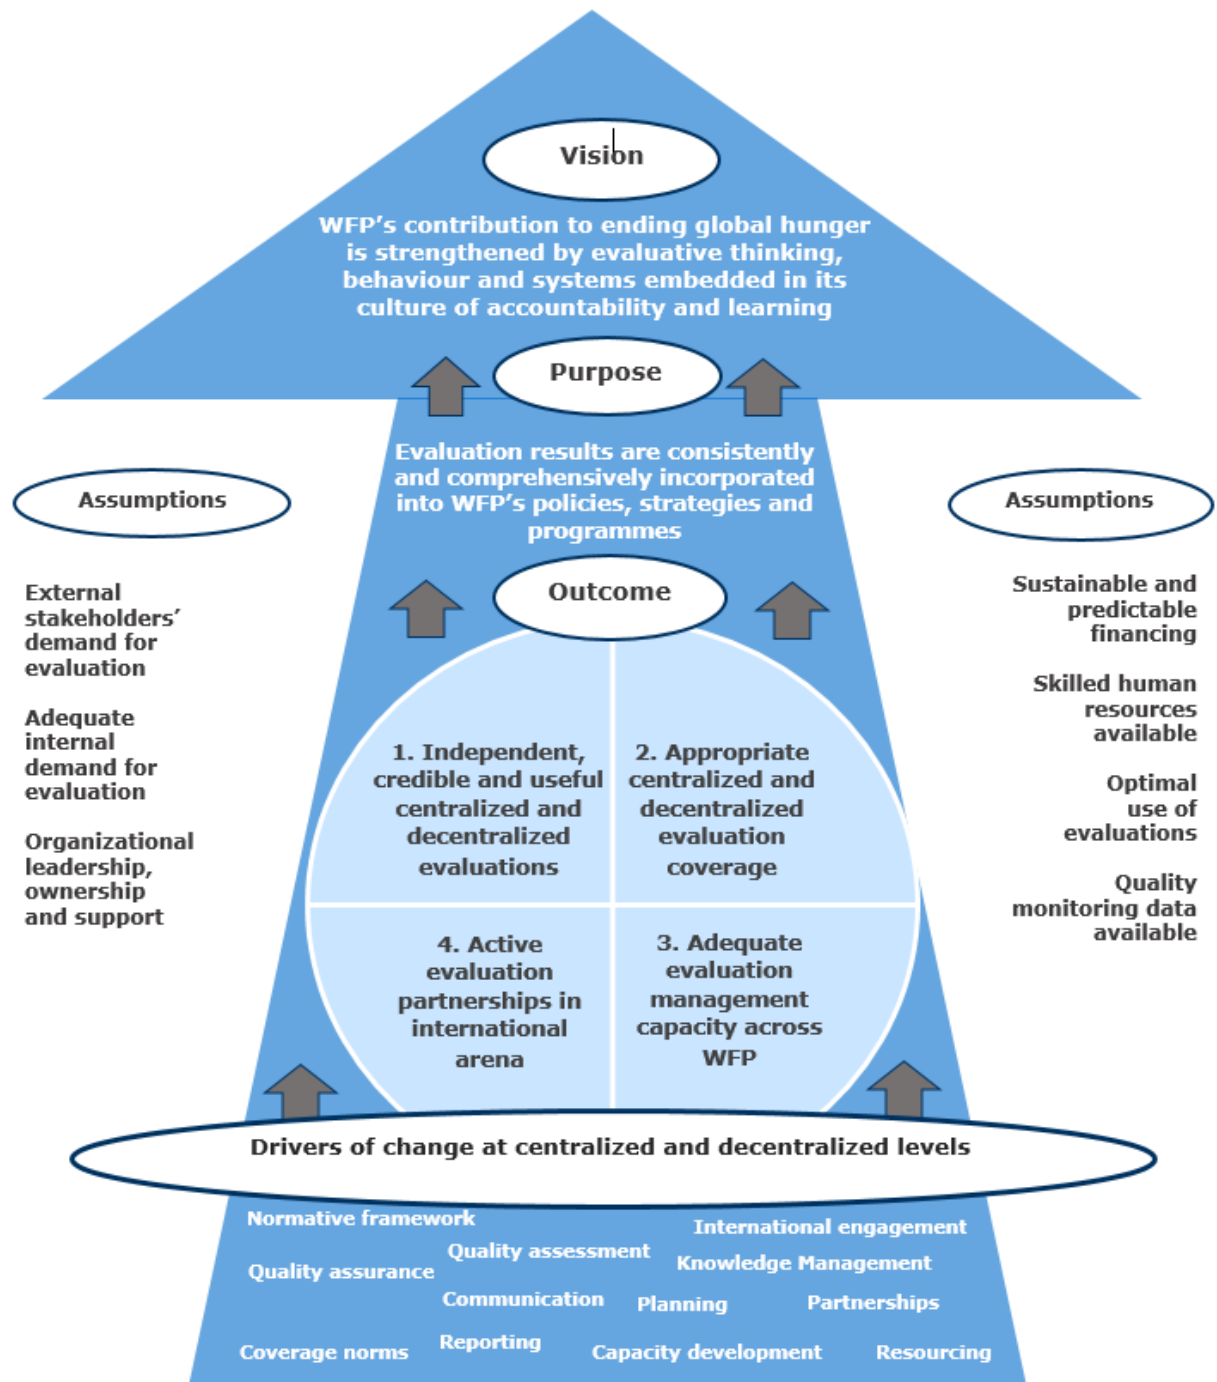 Vision
WFP’s contribution to ending global hunger
is strengthened by evaluative thinking,
behaviour and systems embedded in its
culture of accountability and learning
Purpose
Evaluation results are consistently
and comprehensively incorporated
into WFP’s policies, strategies and
programmes
Assumptions
External
stakeholders’
demand for
evaluation
Adequate
internal
demand for
evaluation
Organizational
leadership,
ownership
and support
Assumptions
Sustainable and
predictable
financing
Skilled human
resources
available
Optimal
use of
evaluations
Quality
monitoring data
available
Outcome
1. Independent,
credible and useful
centralized and
decentralized
evaluations
2. Appropriate
centralized and
decentralized
evaluation
coverage
4. Active
evaluation
partnerships in
international
arena
3. Adequate
evaluation
management
capacity across
WFP
Drivers of change at centralized and decentralized levels
Normative framework
International engagement
Quality assessment
Knowledge Management
Quality assurance
Communication
Planning
Partnerships
Reporting
Coverage norms
Capacity development
Resourcing